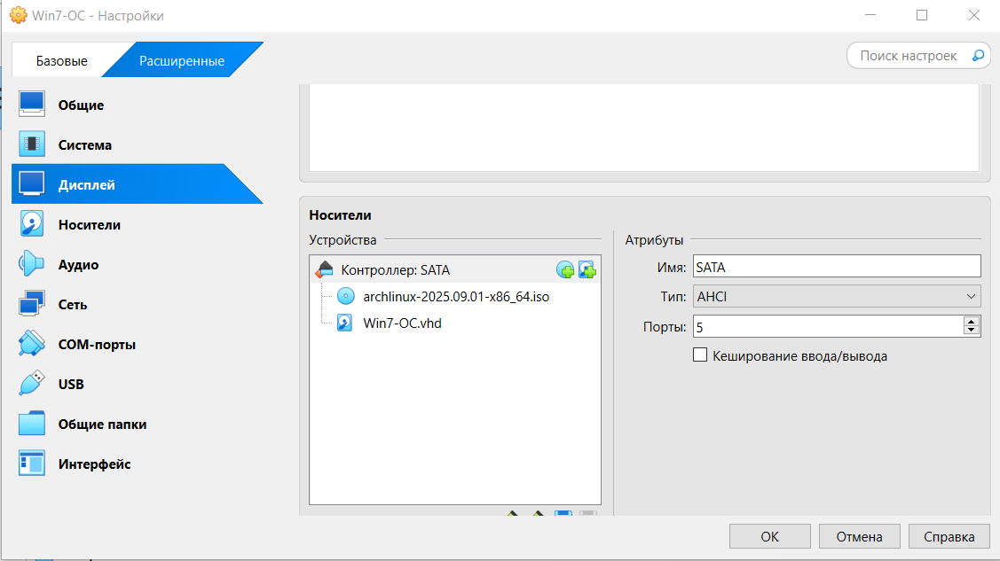 Win7-ОС - Настройки
Базовые
Расширенные
Поиск настроек
Общие
Система
Дисплей
Носители
Аудио
Сеть
COM-порты
USB
Общие папки
Интерфейс
Носители
Устройства
Контроллер: SATA
archlinux-2025.09.01-x86_64.iso
Win7-ОС.vhd
Атрибуты
Имя: SATA
Тип: AHCI
Порты: 5
Кеширование ввода/вывода
OK
Отмена
Справка